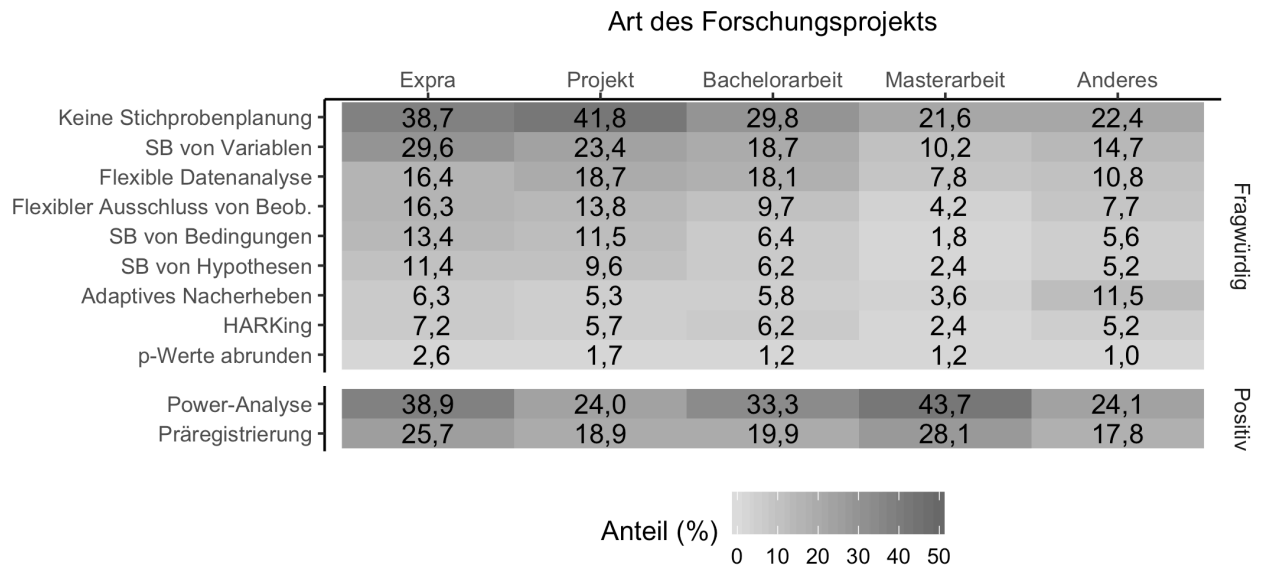 Art des Forschungsprojekts
Expra Projekt Bachelorarbeit Masterarbeit Anderes
Keine Stichprobenplanung 38,7 41,8 29,8 21,6 22,4
SB von Variablen 29,6 23,4 18,7 10,2 14,7
Flexible Datenanalyse 16,4 18,7 18,1 7,8 10,8
Flexibler Ausschluss von Beob. 16,3 13,8 9,7 4,2 7,7
SB von Bedingungen 13,4 11,5 6,4 1,8 5,6
SB von Hypothesen 11,4 9,6 6,2 2,4 5,2
Adaptives Nacherheben 6,3 5,3 5,8 3,6 11,5
HARKing 7,2 5,7 6,2 2,4 5,2
p-Werte abrunden 2,6 1,7 1,2 1,2 1,0
Fragwürdig
Power-Analyse 38,9 24,0 33,3 43,7 24,1
Präregistrierung 25,7 18,9 19,9 28,1 17,8
Positiv
Anteil (%)
0 10 20 30 40 50